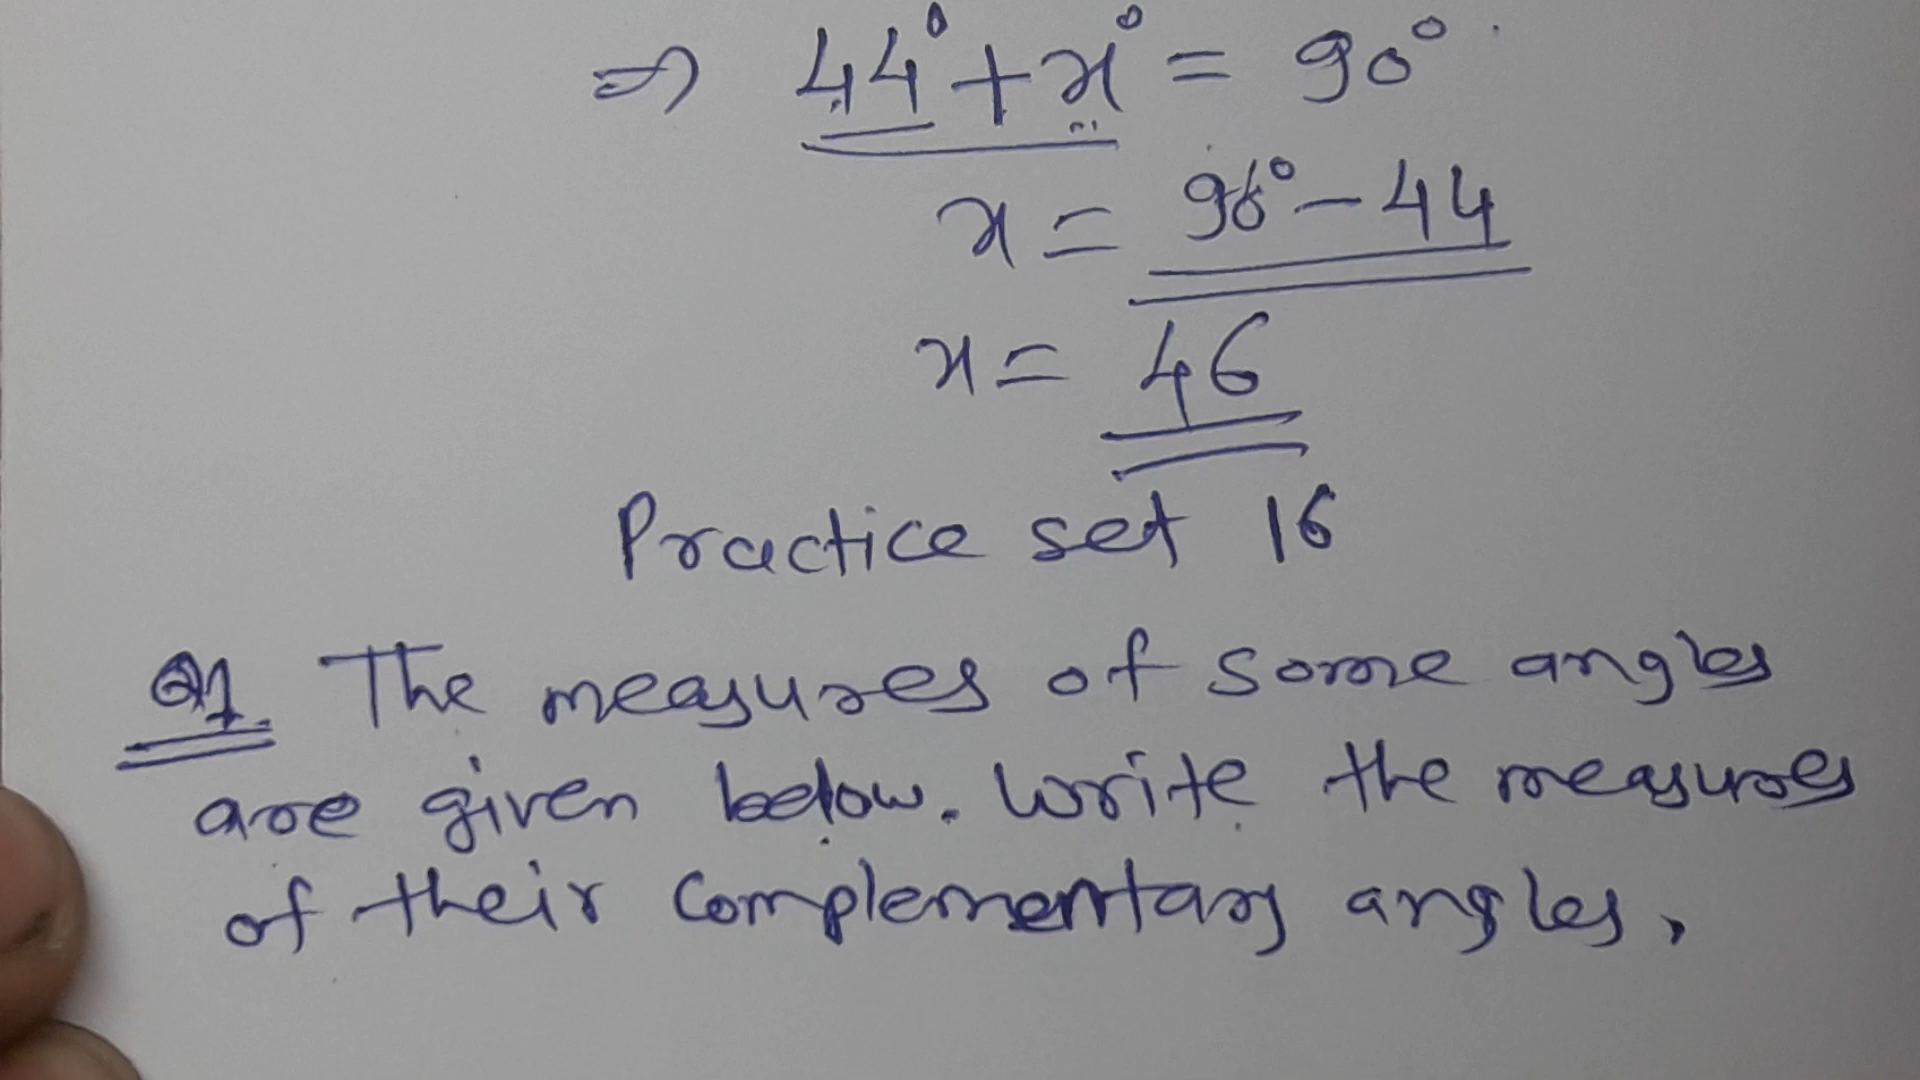 ⇒ 44° + x° = 90°
x = 90° - 44
x = 46
Practice set 16
Q1. The measures of some angles
are given below. Write the measures
of their complementary angles,